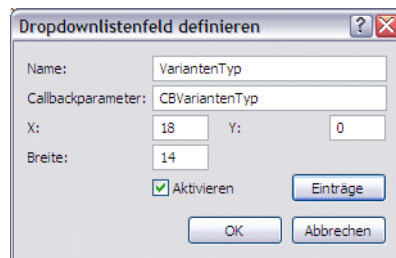 Dropdownlistenfeld definieren
Name: VariantenTyp
Callbackparameter: CBVariantenTyp
X: 18 Y: 0
Breite: 14
Aktivieren Einträge
OK Abbrechen